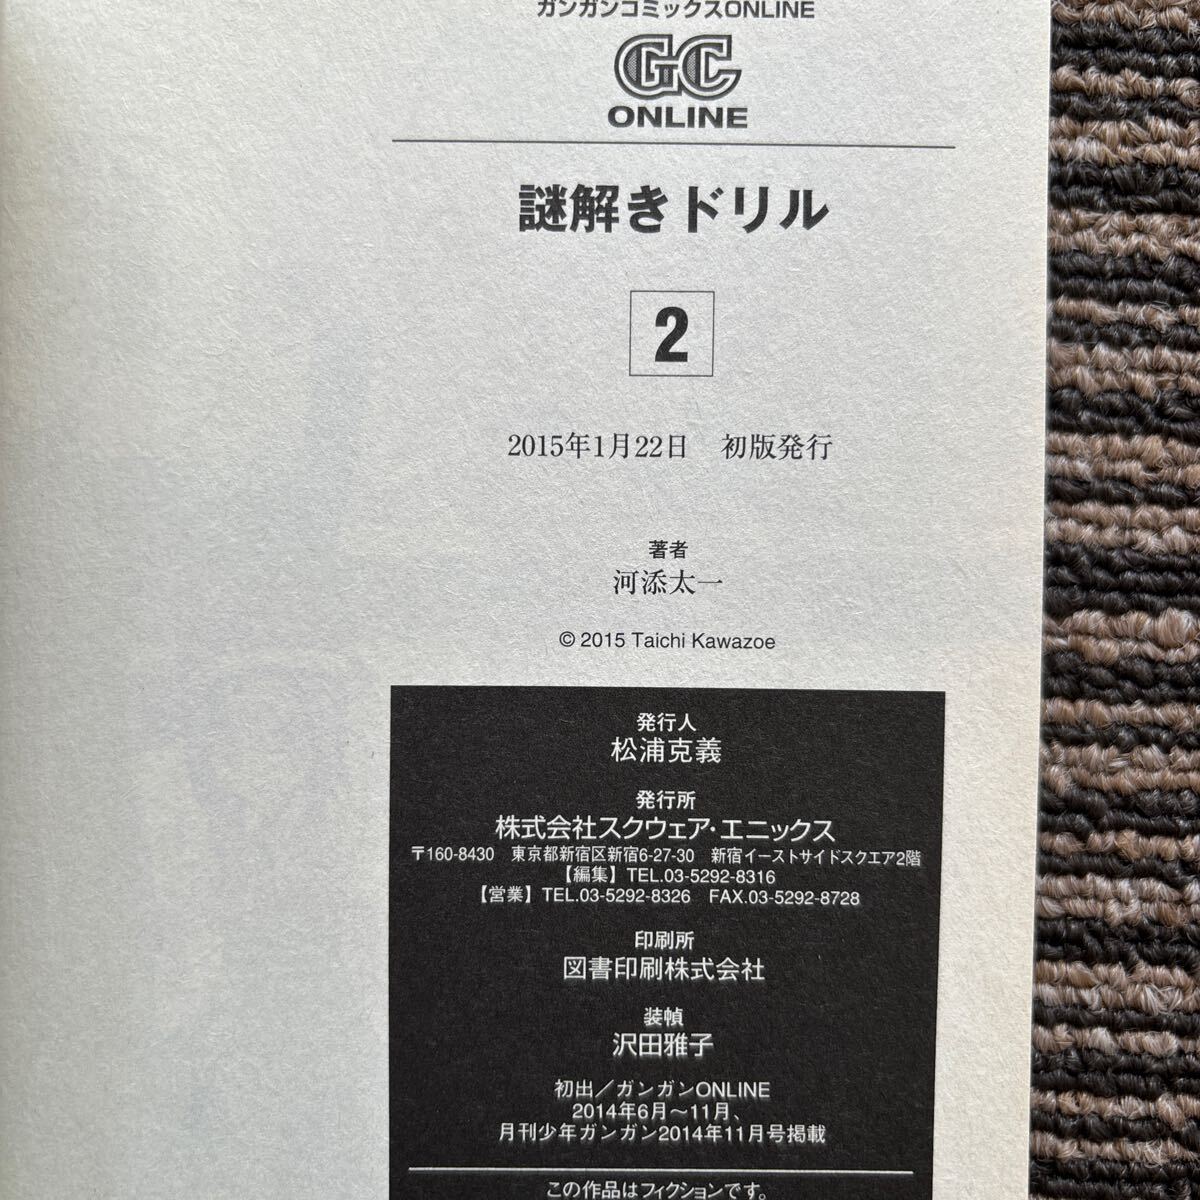 ガンガンコミックスONLINE
GC
ONLINE
謎解きドリル
2
2015年1月22日　初版発行
著者
河添太一
© 2015 Taichi Kawazoe
発行人
松浦克義
発行所
株式会社スクウェア・エニックス
〒160-8430　東京都新宿区新宿6-27-30　新宿イーストサイドスクエア2階
【編集】TEL.03-5292-8316
【営業】TEL.03-5292-8326　FAX.03-5292-8728
印刷所
図書印刷株式会社
装幀
沢田雅子
初出／ガンガンONLINE
2014年6月～11月、
月刊少年ガンガン2014年11月号掲載
この作品はフィクションです。